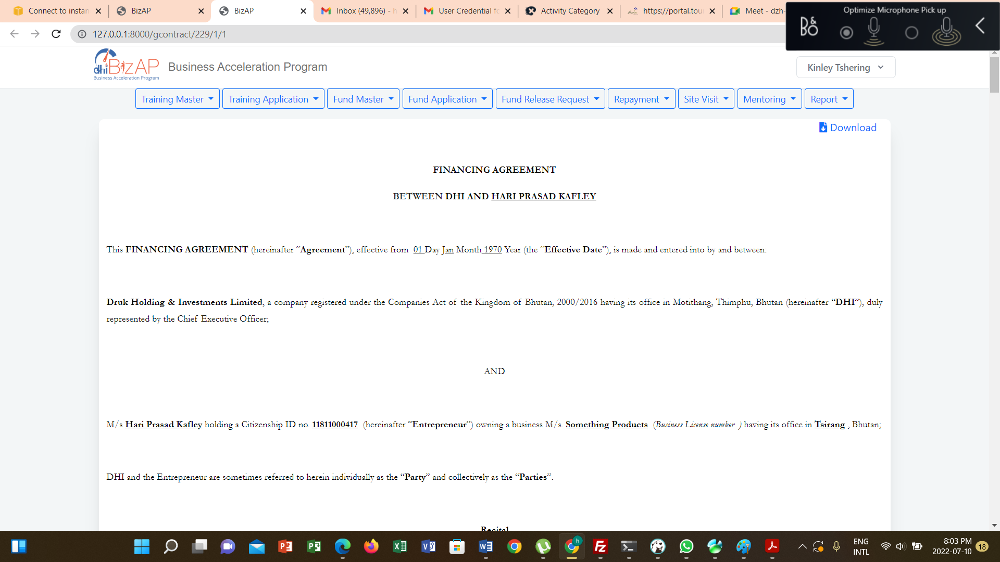 Connect to instan
BizAP
BizAP
Inbox (49,896) - h
User Credential fo
Activity Category
https://portal.tour
Meet - dzh-
Optimize Microphone Pick up
B&O
127.0.0.1:8000/gcontract/229/1/1
dhi BizAP
Business Acceleration Program
Business Acceleration Program
Kinley Tshering
Training Master
Training Application
Fund Master
Fund Application
Fund Release Request
Repayment
Site Visit
Mentoring
Report
Download
FINANCING AGREEMENT
BETWEEN DHI AND HARI PRASAD KAFLEY
This FINANCING AGREEMENT (hereinafter “Agreement”), effective from 01 Day Jan Month 1970 Year (the “Effective Date”), is made and entered into by and between:
Druk Holding & Investments Limited, a company registered under the Companies Act of the Kingdom of Bhutan, 2000/2016 having its office in Motithang, Thimphu, Bhutan (hereinafter “DHI”), duly
represented by the Chief Executive Officer;
AND
M/s Hari Prasad Kafley holding a Citizenship ID no. 11811000417 (hereinafter “Entrepreneur”) owning a business M/s. Something Products (Business License number ) having its office in Tsirang , Bhutan;
DHI and the Entrepreneur are sometimes referred to herein individually as the “Party” and collectively as the “Parties”.
Recital
h
ENG
INTL
8:03 PM
2022-07-10
18